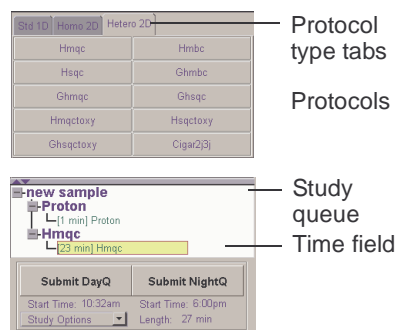 Std 1D Homo 2D Hetero 2D
Protocol
type tabs
Hmqc Hmbc
Hsqc Ghmbc
Ghmqc Ghsqc
Protocols
Hmqctoxy Hsqctoxy
Ghsqctoxy Cigar2j3j
new sample
Study
queue
Proton
[1 min] Proton
Hmqc
[23 min] Hmqc
Time field
Submit DayQ Submit NightQ
Start Time: 10:32am Start Time: 6:00pm
Study Options Length: 27 min